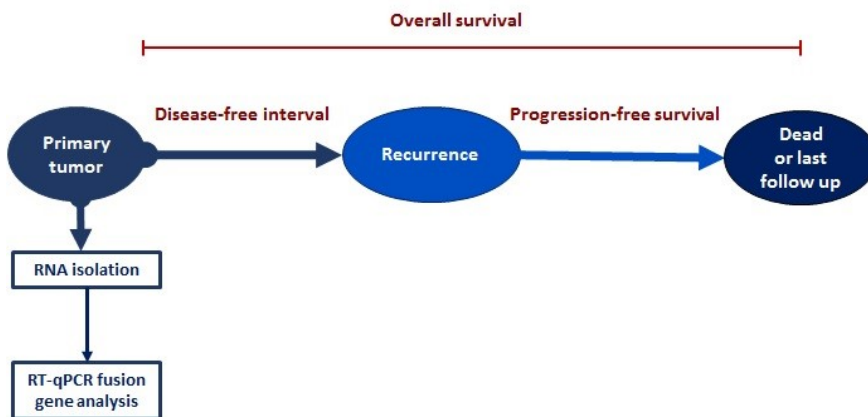 Overall survival
Disease-free interval
Progression-free survival
Primary
tumor
Recurrence
Dead
or last
follow up
RNA isolation
RT-qPCR fusion
gene analysis